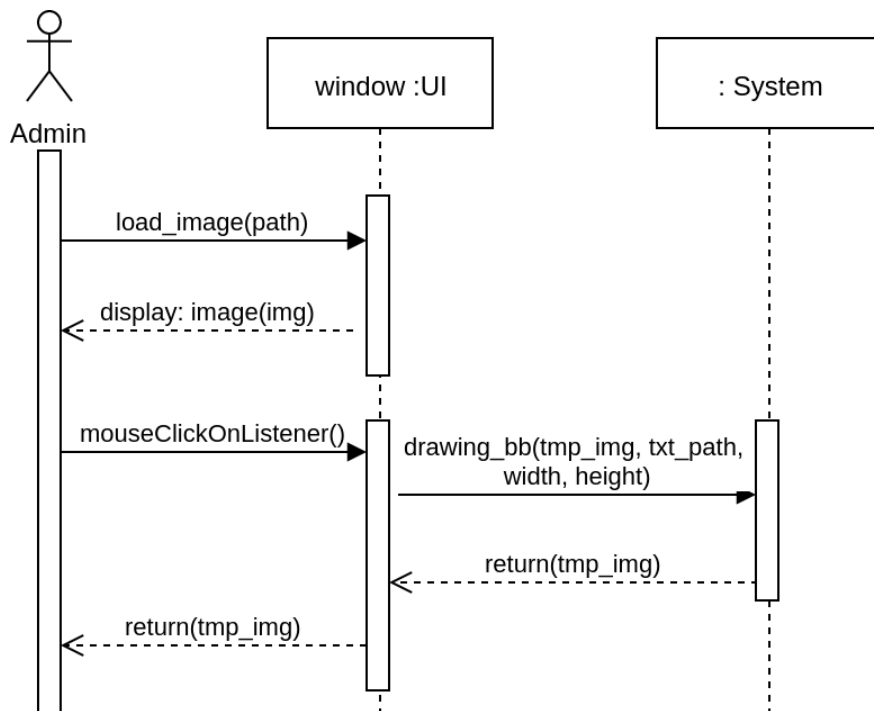 Admin
window :UI
: System
load_image(path)
display: image(img)
mouseClickOnListener()
drawing_bb(tmp_img, txt_path,
width, height)
return(tmp_img)
return(tmp_img)